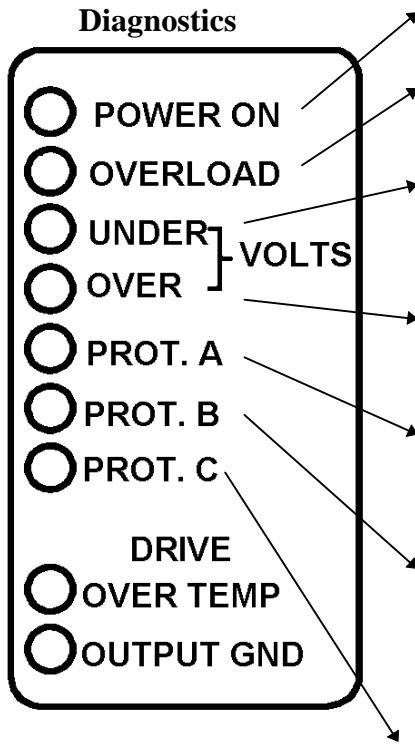 Diagnostics
POWER ON
OVERLOAD
UNDER
VOLTS
OVER
PROT. A
PROT. B
PROT. C
DRIVE
OVER TEMP
OUTPUT GND